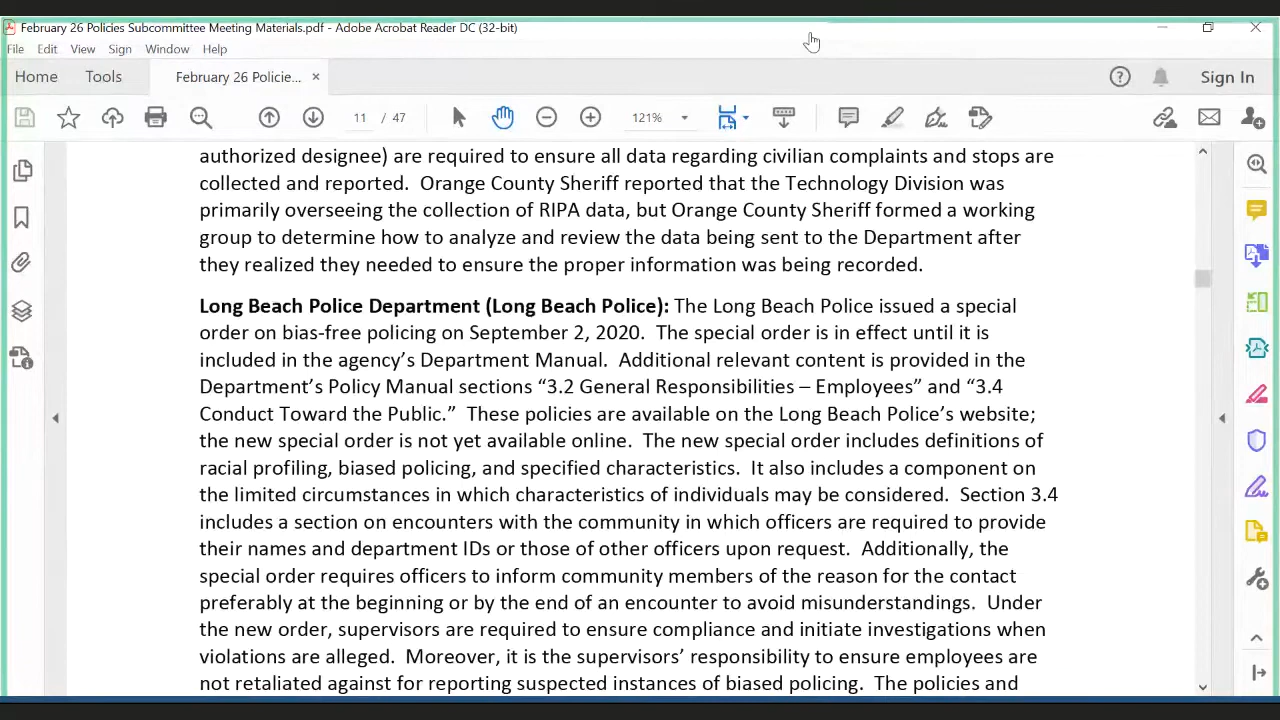 February 26 Policies Subcommittee Meeting Materials.pdf - Adobe Acrobat Reader DC (32-bit)
File Edit View Sign Window Help
Home Tools February 26 Policie... × Sign In
11 / 47 121%
authorized designee) are required to ensure all data regarding civilian complaints and stops are
collected and reported.  Orange County Sheriff reported that the Technology Division was
primarily overseeing the collection of RIPA data, but Orange County Sheriff formed a working
group to determine how to analyze and review the data being sent to the Department after
they realized they needed to ensure the proper information was being recorded.
Long Beach Police Department (Long Beach Police): The Long Beach Police issued a special
order on bias-free policing on September 2, 2020.  The special order is in effect until it is
included in the agency’s Department Manual.  Additional relevant content is provided in the
Department’s Policy Manual sections “3.2 General Responsibilities – Employees” and “3.4
Conduct Toward the Public.”  These policies are available on the Long Beach Police’s website;
the new special order is not yet available online.  The new special order includes definitions of
racial profiling, biased policing, and specified characteristics.  It also includes a component on
the limited circumstances in which characteristics of individuals may be considered.  Section 3.4
includes a section on encounters with the community in which officers are required to provide
their names and department IDs or those of other officers upon request.  Additionally, the
special order requires officers to inform community members of the reason for the contact
preferably at the beginning or by the end of an encounter to avoid misunderstandings.  Under
the new order, supervisors are required to ensure compliance and initiate investigations when
violations are alleged.  Moreover, it is the supervisors’ responsibility to ensure employees are
not retaliated against for reporting suspected instances of biased policing.  The policies and